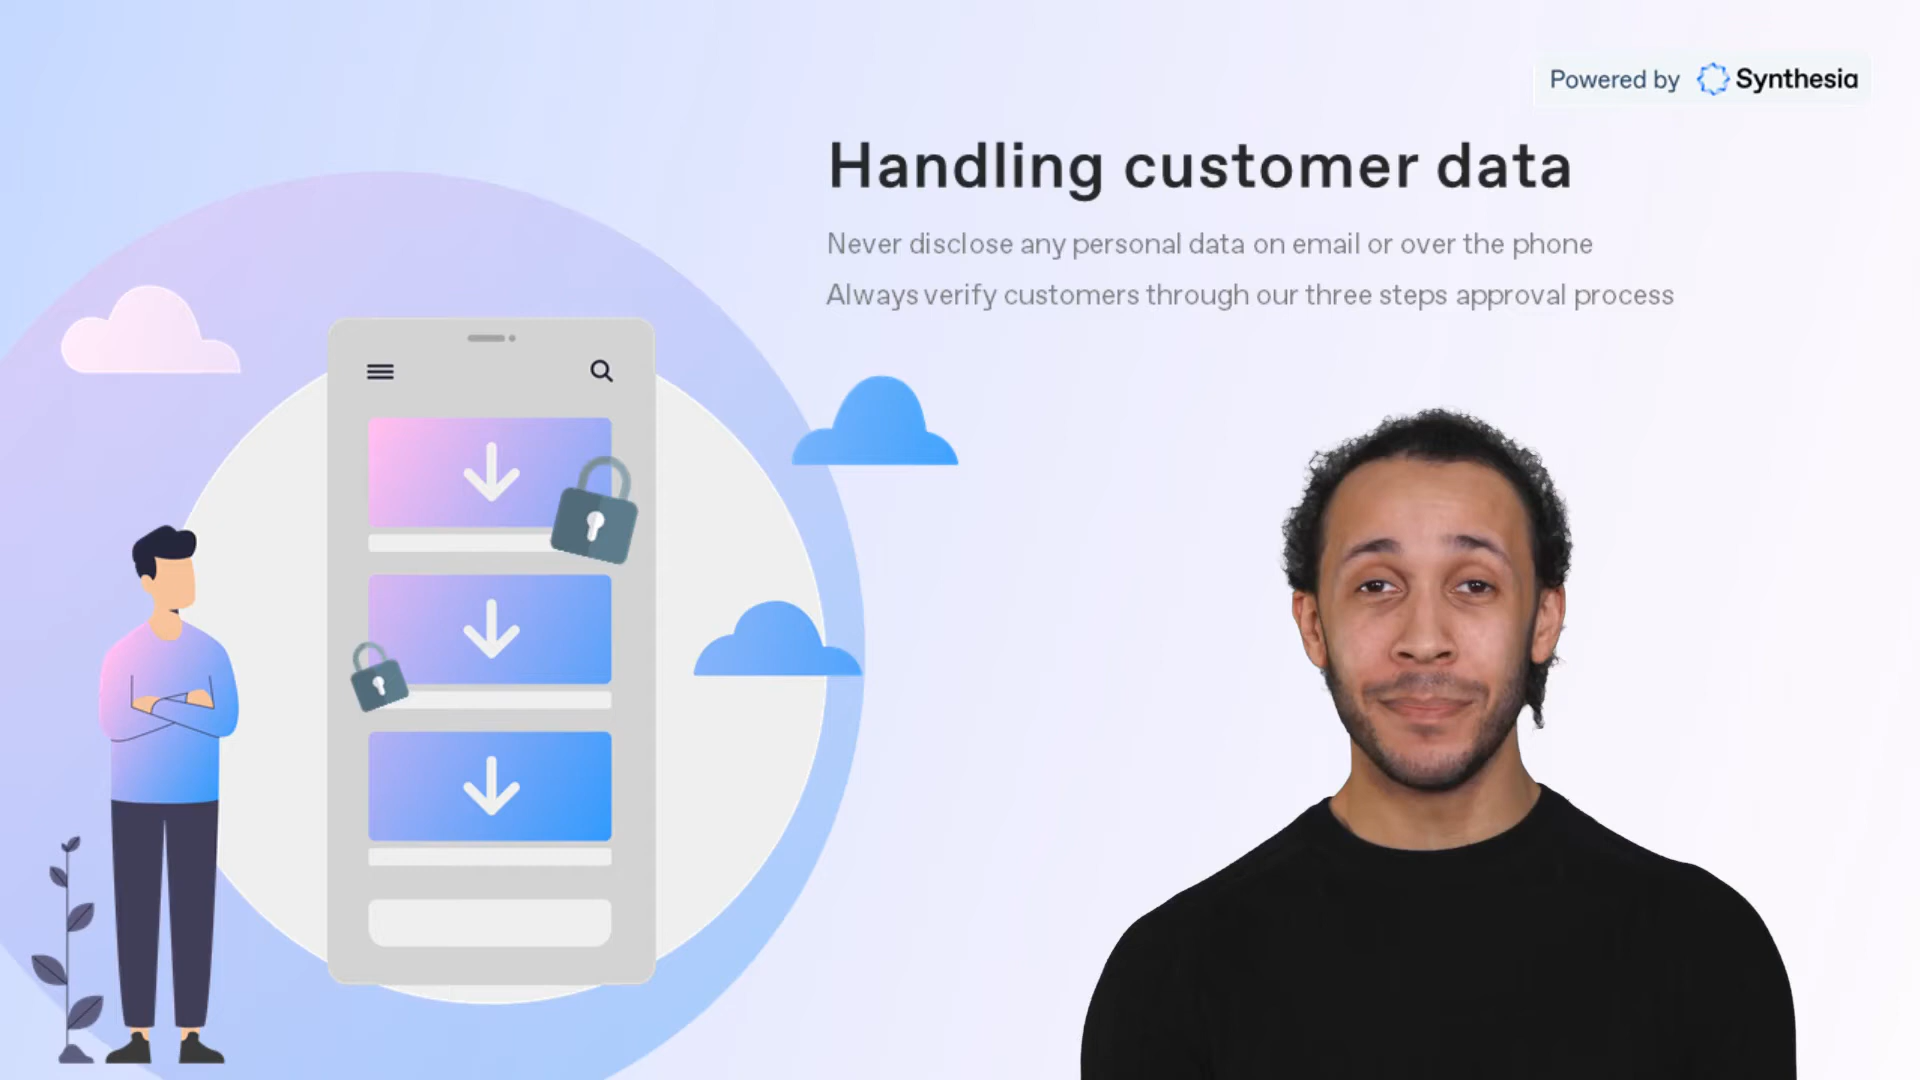 Powered by Synthesia
Handling customer data
Never disclose any personal data on email or over the phone
Always verify customers through our three steps approval process